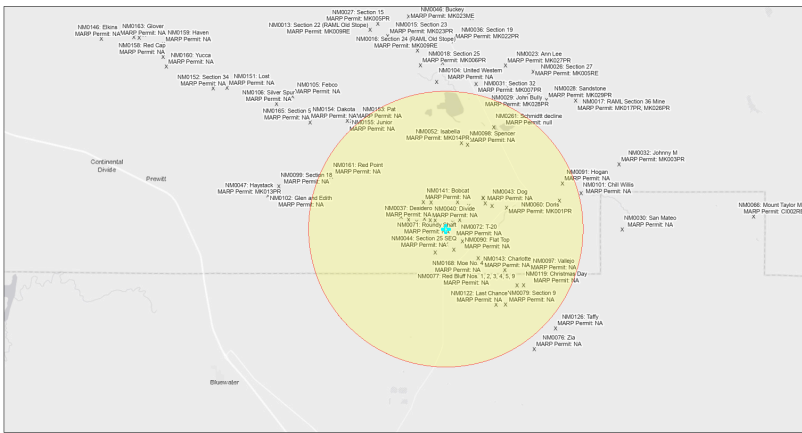 NM0046: Buckey
MARP Permit: MK023ME
NM0027: Section 15
MARP Permit: MK005PR
NM0146: Elkins
MARP Permit: NA
NM0163: Glover
MARP Permit: NA
NM0159: Haven
MARP Permit: NA
NM0013: Section 22 (RAML Old Stope)
MARP Permit: MK009RE
NM0015: Section 23
MARP Permit: MK023PR
NM0036: Section 19
MARP Permit: MK022PR
NM0016: Section 24 (RAML Old Stope)
MARP Permit: MK009RE
NM0158: Red Cap
MARP Permit: NA
NM0160: Yucca
MARP Permit: NA
NM0018: Section 25
MARP Permit: MK006PR
NM0023: Ann Lee
MARP Permit: MK027PR
NM0026: Section 27
MARP Permit: MK005RE
NM0104: United Western
MARP Permit: NA
NM0152: Section 34
MARP Permit: NA
NM0151: Lost
MARP Permit: NA
NM0105: Febco
MARP Permit: NA
NM0031: Section 32
MARP Permit: MK007PR
NM0028: Sandstone
MARP Permit: MK029PR
NM0106: Silver Spur
MARP Permit: NA
NM0029: John Bully
MARP Permit: MK028PR
NM0017: RAML Section 36 Mine
MARP Permit: MK017PR, MK026PR
NM0165: Section 5
MARP Permit: NA
NM0154: Dakota
MARP Permit: NA
NM0153: Pat
MARP Permit: NA
NM0155: Junior
MARP Permit: NA
NM0261: Schmidt decline
MARP Permit: null
NM0052: Isabella
MARP Permit: MK014PR
NM0098: Spencer
MARP Permit: NA
NM0032: Johnny M
MARP Permit: MK003PR
Continental
Divide
Prewitt
NM0161: Red Point
MARP Permit: NA
NM0099: Section 18
MARP Permit: NA
NM0091: Hogan
MARP Permit: NA
NM0047: Haystack
MARP Permit: MK013PR
NM0101: Chill Willis
MARP Permit: NA
NM0102: Glen and Edith
MARP Permit: NA
NM0141: Bobcat
MARP Permit: NA
NM0043: Dog
MARP Permit: NA
NM0060: Doris
MARP Permit: MK001PR
NM0066: Mount Taylor M
MARP Permit: CI002RE
NM0037: Desidero
MARP Permit: NA
NM0040: Divide
MARP Permit: NA
NM0030: San Mateo
MARP Permit: NA
NM0071: Roundy Shaft
MARP Permit:
NM0072: T-20
MARP Permit: NA
NM0044: Section 25 SEQ
MARP Permit: NA
NM0090: Flat Top
MARP Permit: NA
NM0143: Charlotte
MARP Permit: NA
NM0097: Vallejo
MARP Permit: NA
NM0168: Moe No. 4
MARP Permit: NA
NM0077: Red Bluff Nos. 1, 2, 3, 4, 5, 9
MARP Permit: NA
NM0119: Christmas Day
MARP Permit: NA
NM0122: Last Chance
MARP Permit: NA
NM0079: Section 9
MARP Permit: NA
NM0126: Taffy
MARP Permit: NA
NM0076: Zia
MARP Permit: NA
Bluewater